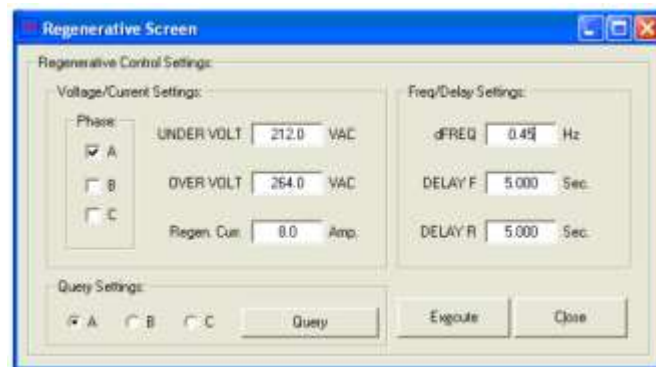 Regenerative Screen
Regenerative Control Settings:
Voltage/Current Settings:
Phase:
A
B
C
UNDER VOLT 212.0 VAC
OVER VOLT 264.0 VAC
Regen. Curr. 8.0 Amp.
Freq/Delay Settings:
dFREQ 0.45 Hz
DELAY F 5.000 Sec.
DELAY R 5.000 Sec.
Query Settings:
A B C Query
Execute Close